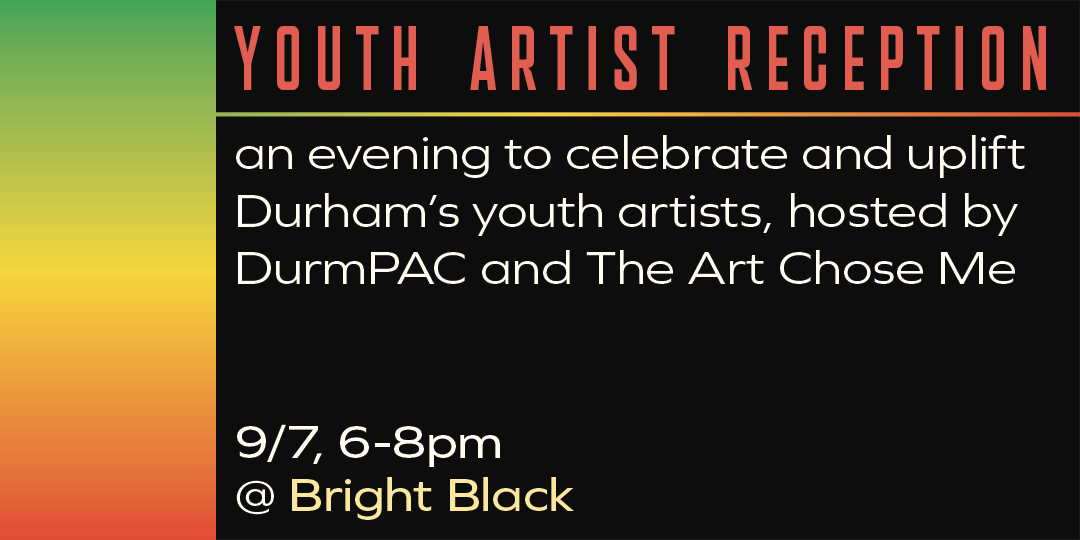 YOUTH ARTIST RECEPTION
an evening to celebrate and uplift
Durham’s youth artists, hosted by
DurmPAC and The Art Chose Me
9/7, 6-8pm
@ Bright Black